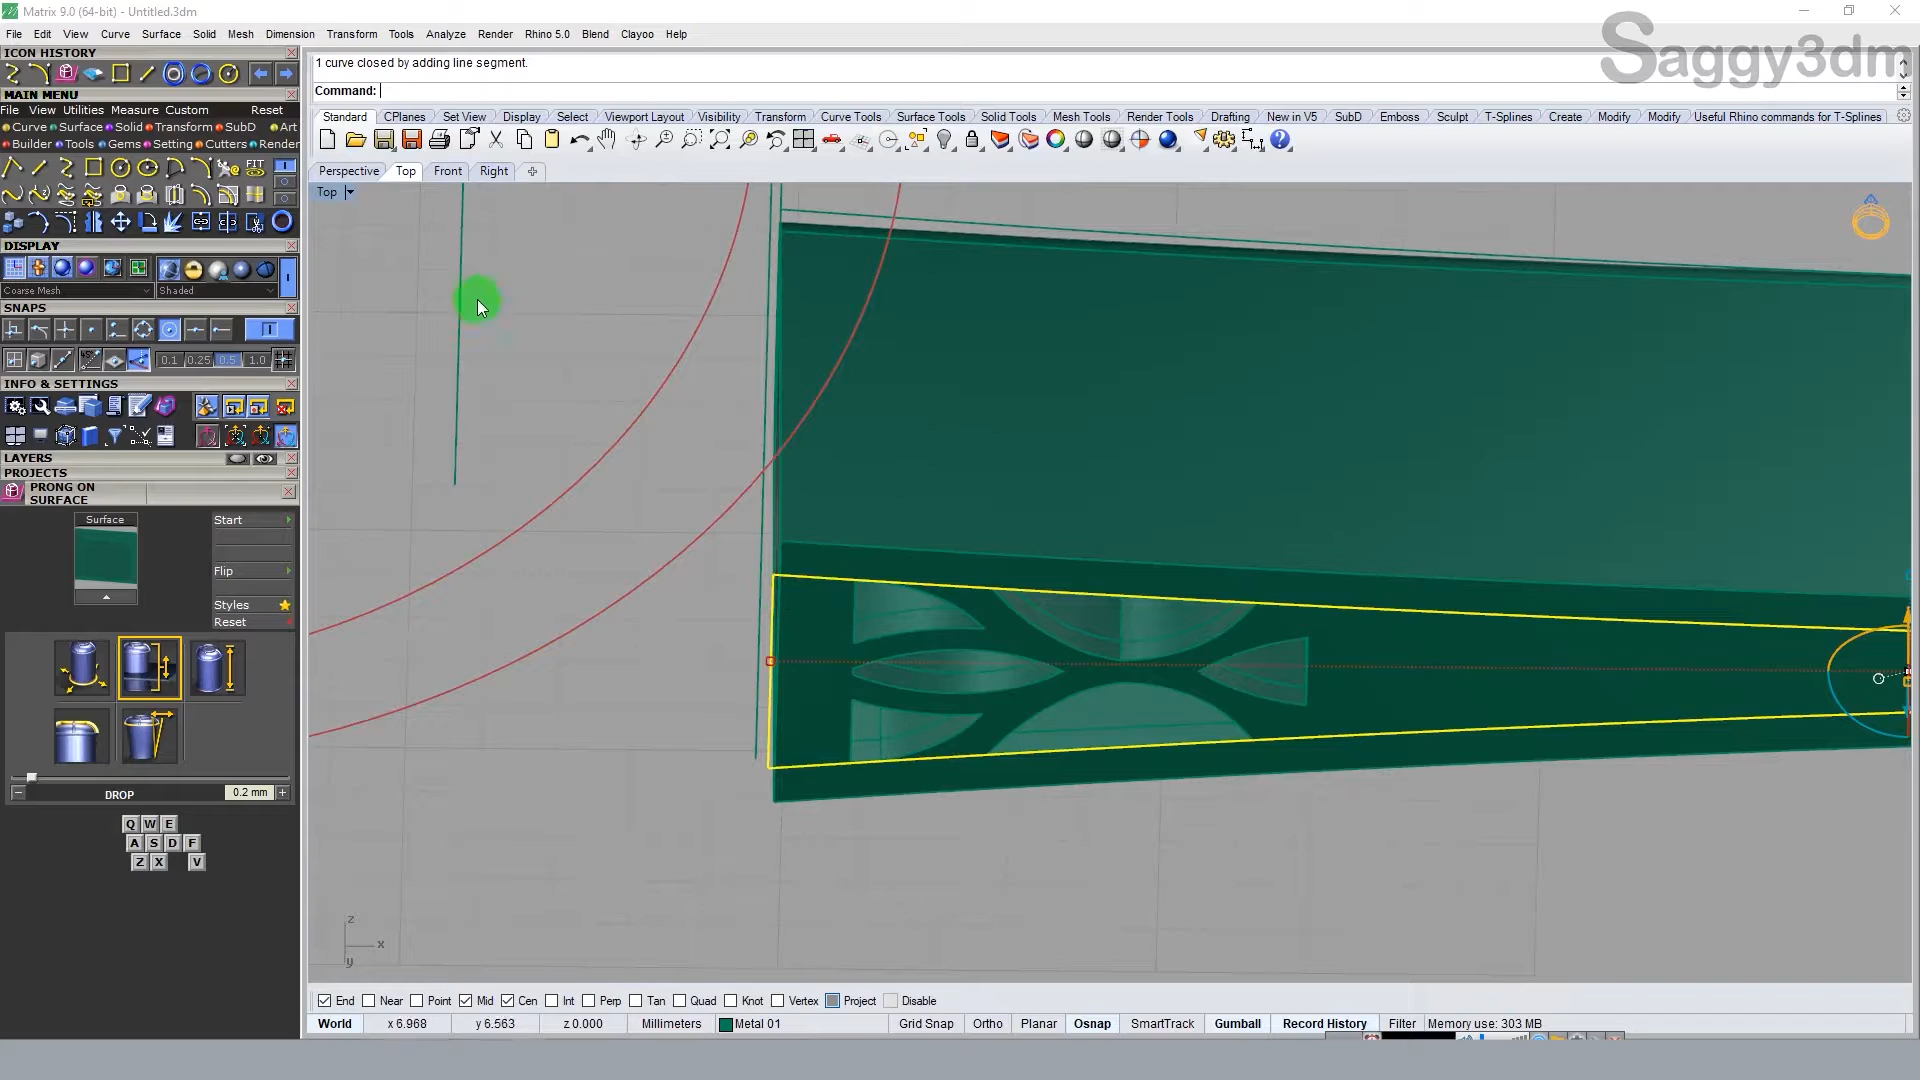 Matrix 9.0 (64-bit) - Untitled.3dm
File Edit View Curve Surface Solid Mesh Dimension Transform Tools Analyze Render Rhino 5.0 Blend Clayoo Help
Saggy3dm
ICON HISTORY
1 curve closed by adding line segment.
Command:
MAIN MENU
File View Utilities Measure Custom Reset
Curve Surface Solid Transform SubD Art
Builder Tools Gems Setting Cutters Render
FIT
Standard CPlanes Set View Display Select Viewport Layout Visibility Transform Curve Tools Surface Tools Solid Tools Mesh Tools Render Tools Drafting New in V5 SubD Emboss Sculpt T-Splines Create Modify Modify Useful Rhino commands for T-Splines
Perspective Top Front Right
Top
DISPLAY
Coarse Mesh Shaded
SNAPS
0.1 0.25 0.5 1.0
INFO & SETTINGS
LAYERS
PROJECTS
PRONG ON
SURFACE
Surface Start
Flip
Styles
Reset
DROP 0.2 mm
Q W E
A S D F
Z X V
z
x
y
End Near Point Mid Cen Int Perp Tan Quad Knot Vertex Project Disable
World x 6.968 y 6.563 z 0.000 Millimeters Metal 01 Grid Snap Ortho Planar Osnap SmartTrack Gumball Record History Filter Memory use: 303 MB